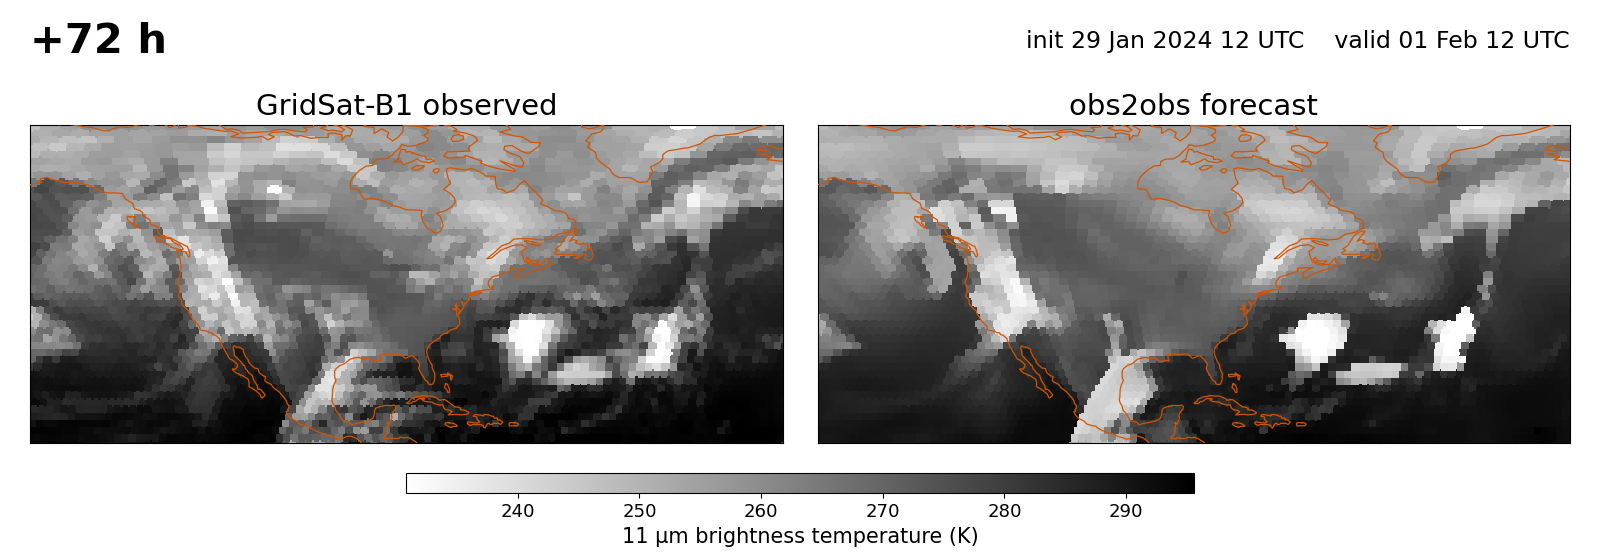 +72 h
init 29 Jan 2024 12 UTC    valid 01 Feb 12 UTC
GridSat-B1 observed
obs2obs forecast
240 250 260 270 280 290
11 µm brightness temperature (K)